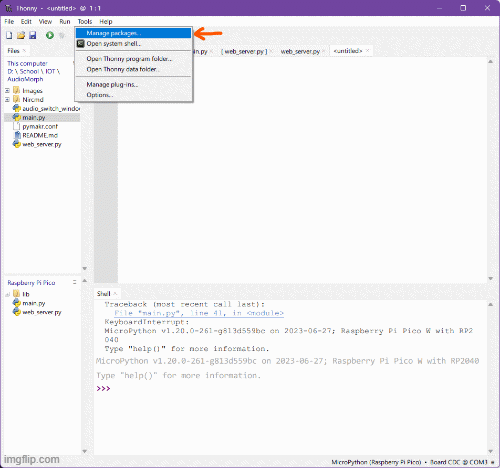 Thonny - <untitled> @ 1 : 1
File Edit View Run Tools Help
Manage packages...
Open system shell...
Open Thonny program folder...
Open Thonny data folder...
Manage plug-ins...
Options...
Files
in.py [ web_server.py ] web_server.py <untitled>
This computer
D: \ School \ IOT \
AudioMorph
Images
Nircmd
audio_switch_window
main.py
pymakr.conf
README.md
web_server.py
Raspberry Pi Pico
lib
main.py
web_server.py
Shell
Traceback (most recent call last):
File "main.py", line 41, in <module>
KeyboardInterrupt:
MicroPython v1.20.0-261-g813d559bc on 2023-06-27; Raspberry Pi Pico W with RP2
040
Type "help()" for more information.
MicroPython v1.20.0-261-g813d559bc on 2023-06-27; Raspberry Pi Pico W with RP2040
Type "help()" for more information.
>>>
MicroPython (Raspberry Pi Pico) • Board CDC @ COM3
imgflip.com